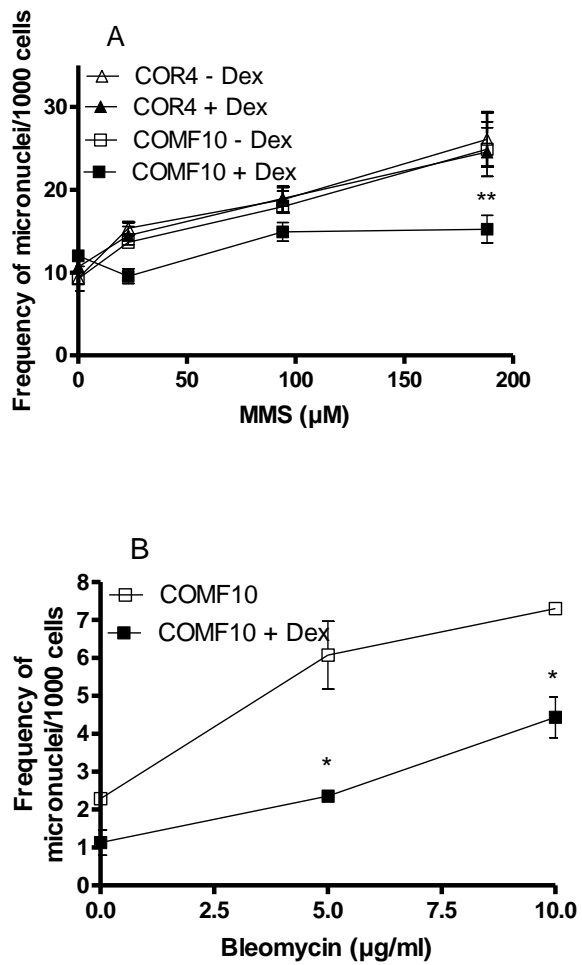 A
COR4 - Dex
COR4 + Dex
COMF10 - Dex
COMF10 + Dex
**
30
20
10
0
0 50 100 150 200
Frequency of micronuclei/1000 cells
MMS (µM)
B
COMF10
COMF10 + Dex
*
*
8
7
6
5
4
3
2
1
0
0.0 2.5 5.0 7.5 10.0
Frequency of
micronuclei/1000 cells
Bleomycin (µg/ml)